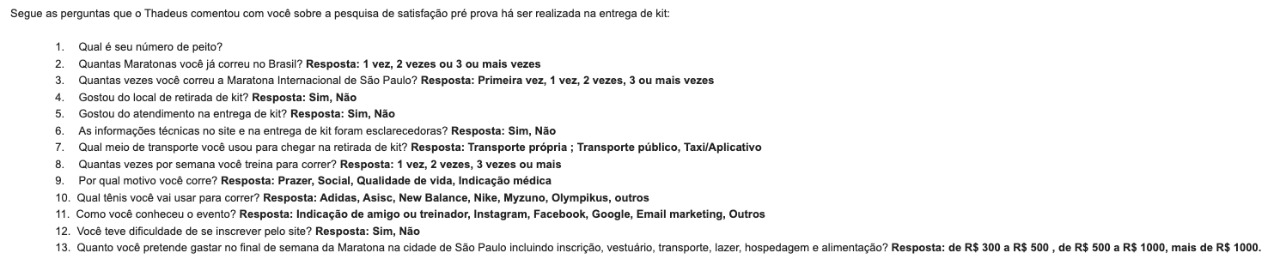 Segue as perguntas que o Thadeus comentou com você sobre a pesquisa de satisfação pré prova há ser realizada na entrega de kit:
1. Qual é seu número de peito?
2. Quantas Maratonas você já correu no Brasil? Resposta: 1 vez, 2 vezes ou 3 ou mais vezes
3. Quantas vezes você correu a Maratona Internacional de São Paulo? Resposta: Primeira vez, 1 vez, 2 vezes, 3 ou mais vezes
4. Gostou do local de retirada de kit? Resposta: Sim, Não
5. Gostou do atendimento na entrega de kit? Resposta: Sim, Não
6. As informações técnicas no site e na entrega de kit foram esclarecedoras? Resposta: Sim, Não
7. Qual meio de transporte você usou para chegar na retirada de kit? Resposta: Transporte própria ; Transporte público, Taxi/Aplicativo
8. Quantas vezes por semana você treina para correr? Resposta: 1 vez, 2 vezes, 3 vezes ou mais
9. Por qual motivo você corre? Resposta: Prazer, Social, Qualidade de vida, Indicação médica
10. Qual tênis você vai usar para correr? Resposta: Adidas, Asisc, New Balance, Nike, Myzuno, Olympikus, outros
11. Como você conheceu o evento? Resposta: Indicação de amigo ou treinador, Instagram, Facebook, Google, Email marketing, Outros
12. Você teve dificuldade de se inscrever pelo site? Resposta: Sim, Não
13. Quanto você pretende gastar no final de semana da Maratona na cidade de São Paulo incluindo inscrição, vestuário, transporte, lazer, hospedagem e alimentação? Resposta: de R$ 300 a R$ 500 , de R$ 500 a R$ 1000, mais de R$ 1000.